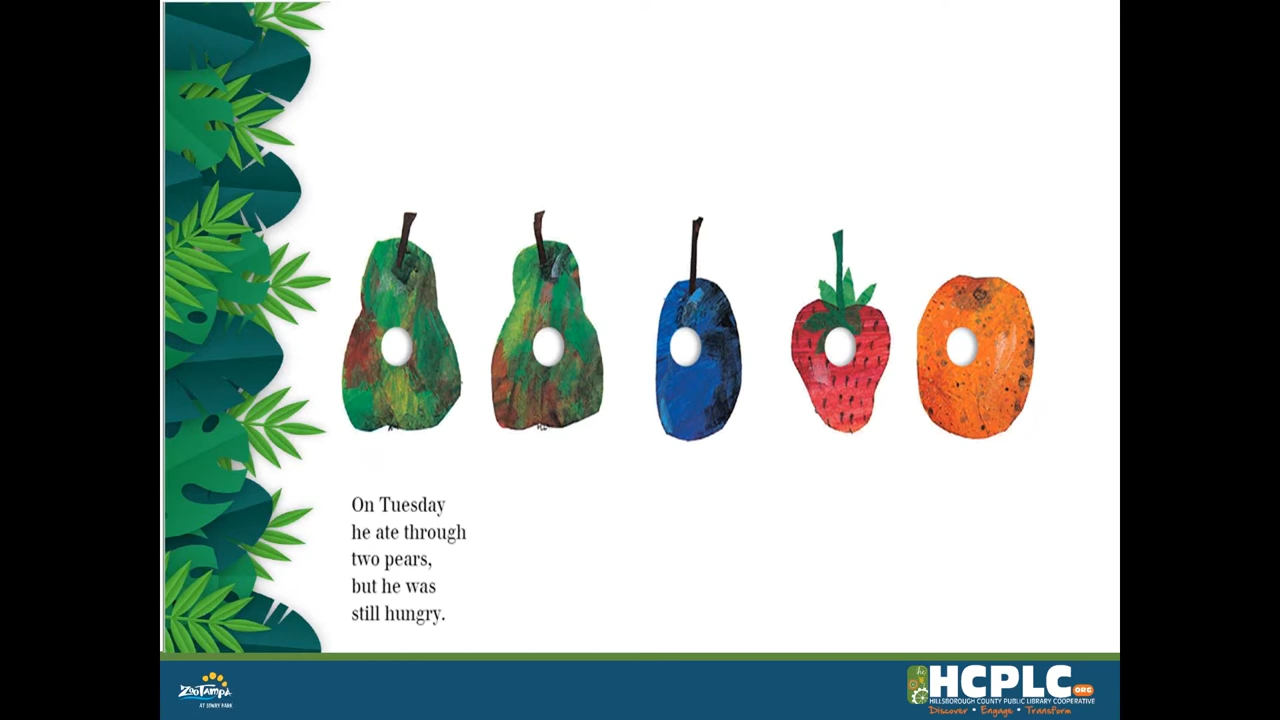 On Tuesday
he ate through
two pears,
but he was
still hungry.
ZooTampa
AT LOWRY PARK
hc
HCPLC.ORG
HILLSBOROUGH COUNTY PUBLIC LIBRARY COOPERATIVE
Discover • Engage • Transform